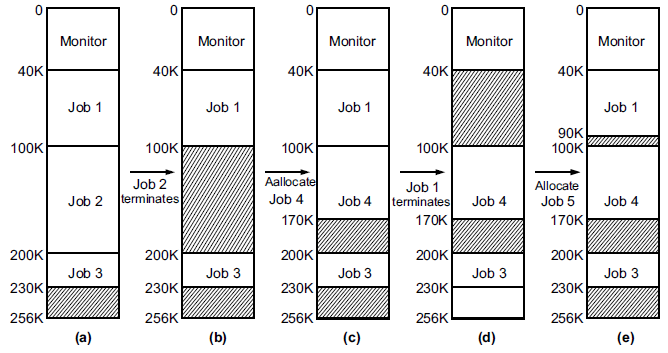 0 0 0 0 0
Monitor Monitor Monitor Monitor
40K 40K 40K 40K 40K
Job 1 Job 1 Job 1 Job 1
90K
100K 100K 100K 100K 100K
Job 2
terminates
Aallocate
Job 4
Job 1
terminates
Allocate
Job 5
Job 2 Job 4 Job 4 Job 4
170K 170K 170K
200K 200K 200K 200K 200K
Job 3 Job 3 Job 3 Job 3 Job 3
230K 230K 230K 230K 230K
256K 256K 256K 256K 256K
(a) (b) (c) (d) (e)